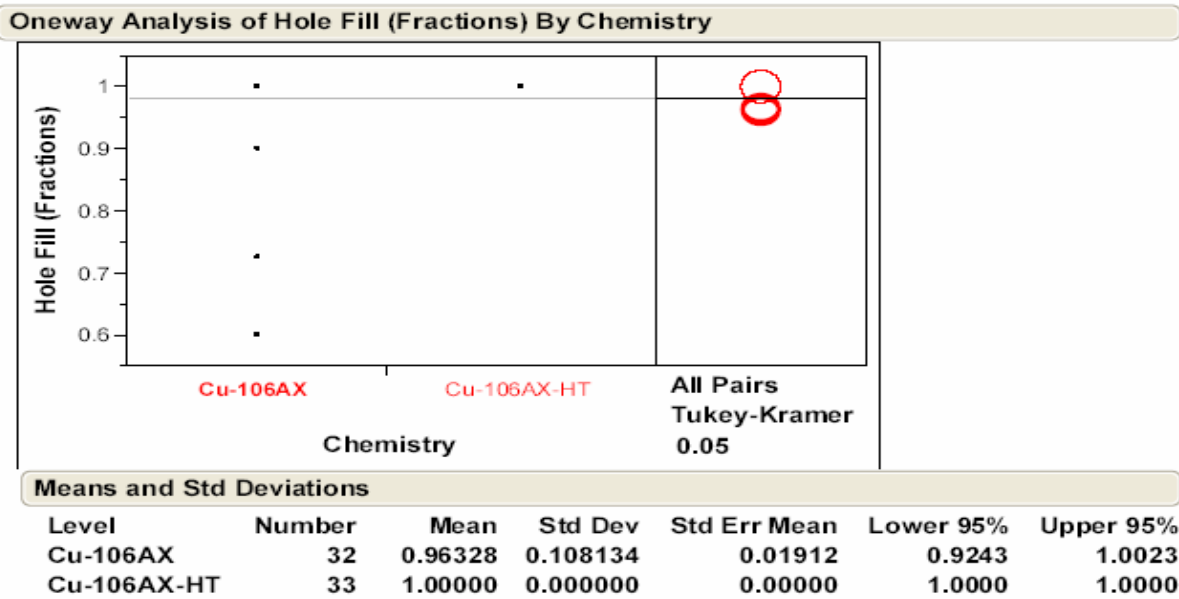 Oneway Analysis of Hole Fill (Fractions) By Chemistry
Hole Fill (Fractions)
1
0.9
0.8
0.7
0.6
Cu-106AX
Cu-106AX-HT
All Pairs
Tukey-Kramer
0.05
Chemistry
Means and Std Deviations
Level Number Mean Std Dev Std Err Mean Lower 95% Upper 95%
Cu-106AX 32 0.96328 0.108134 0.01912 0.9243 1.0023
Cu-106AX-HT 33 1.00000 0.000000 0.00000 1.0000 1.0000